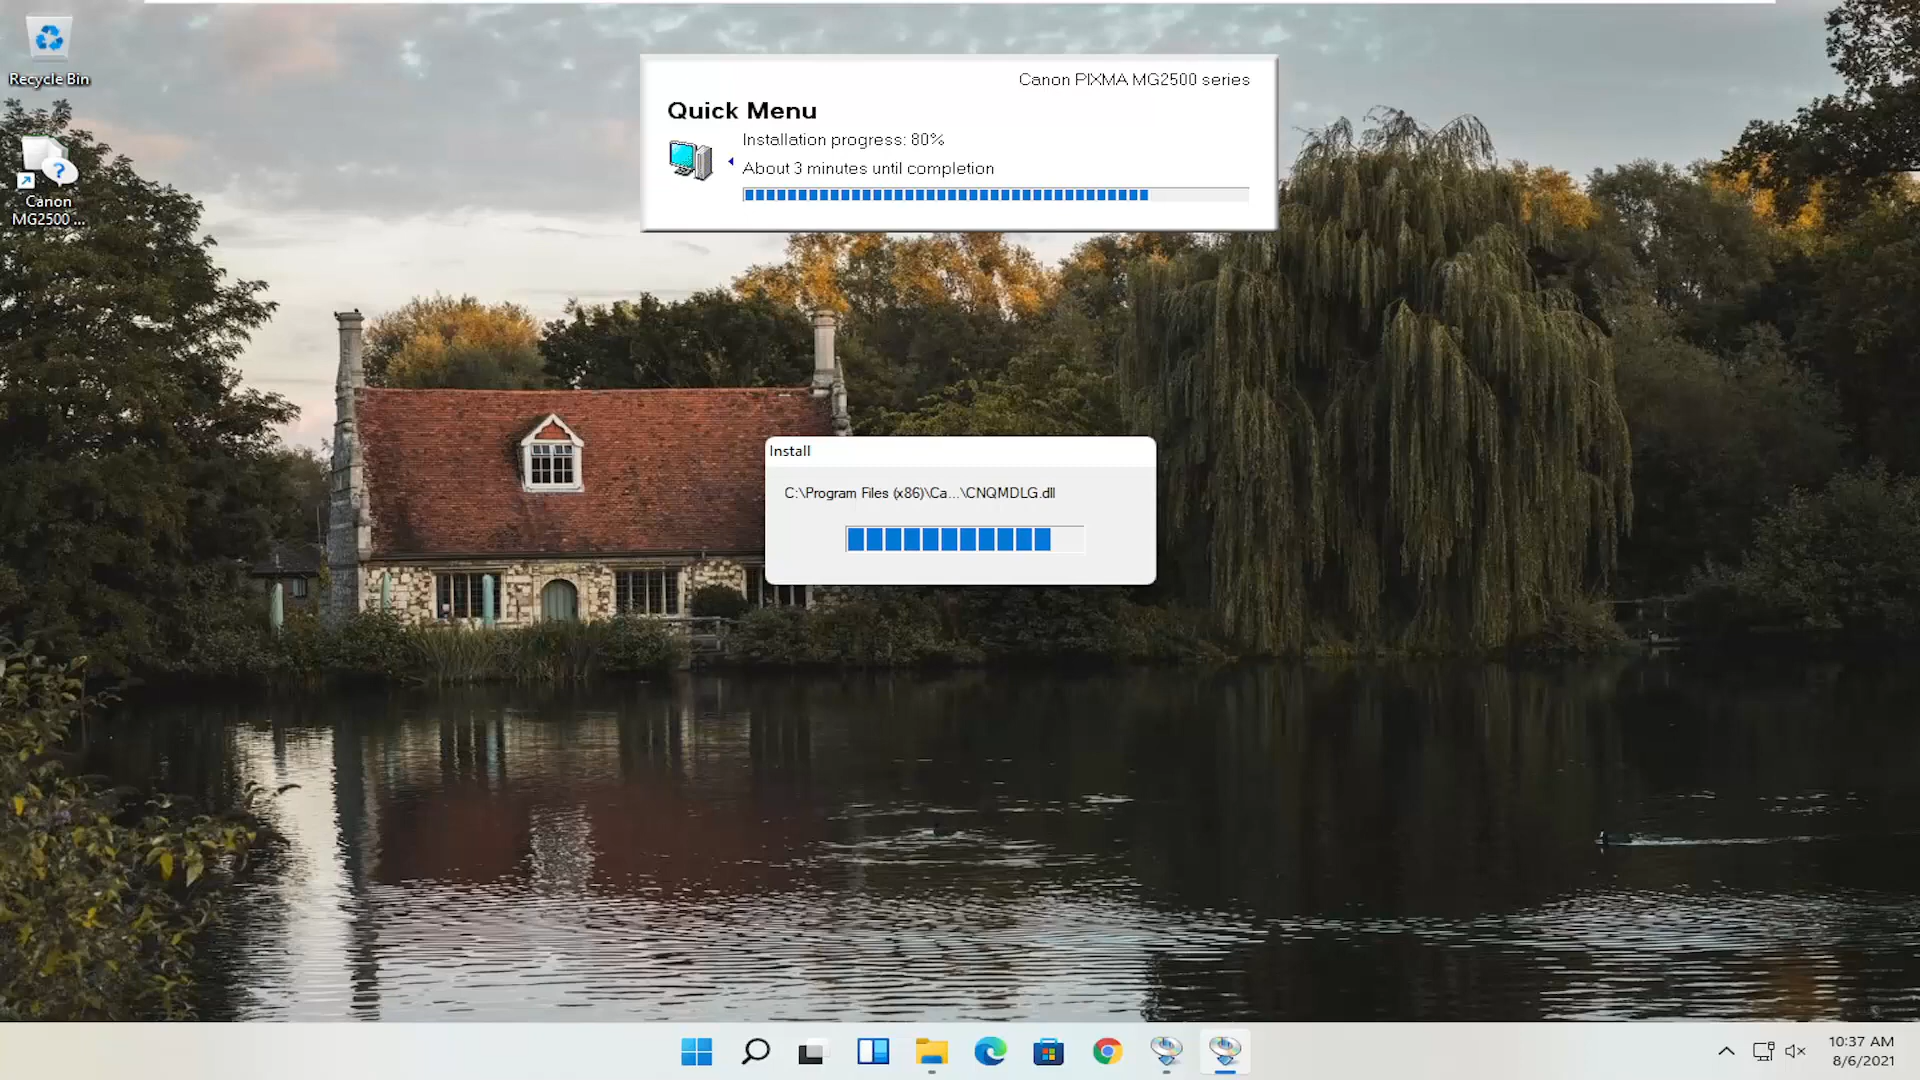 Recycle Bin
Canon
MG2500 ...
Canon PIXMA MG2500 series
Quick Menu
Installation progress: 80%
About 3 minutes until completion
Install
C:\Program Files (x86)\Ca...\CNQMDLG.dll
10:37 AM
8/6/2021